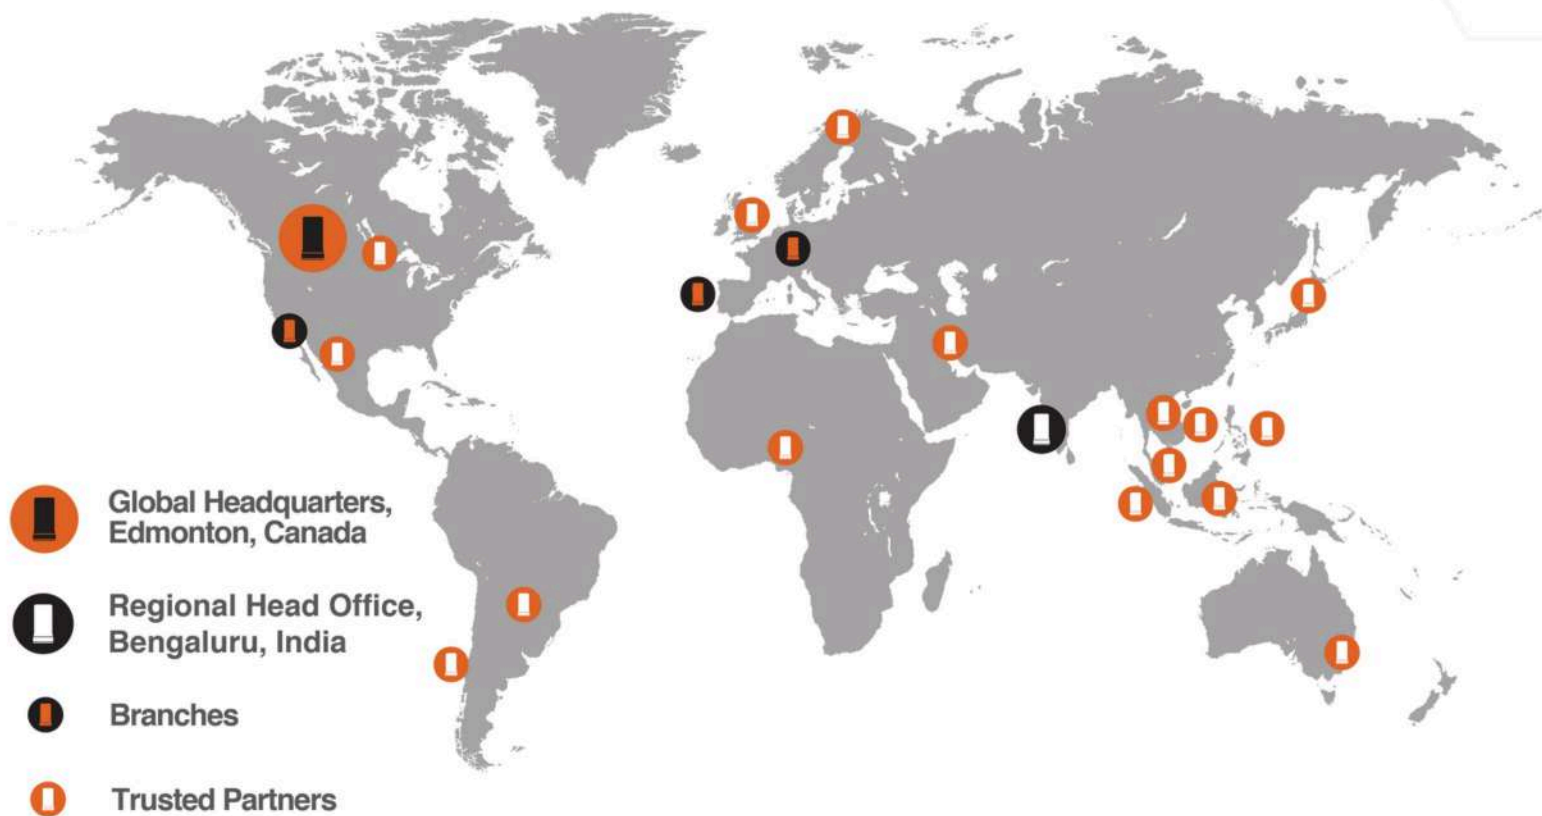 Global Headquarters,
Edmonton, Canada
Regional Head Office,
Bengaluru, India
Branches
Trusted Partners